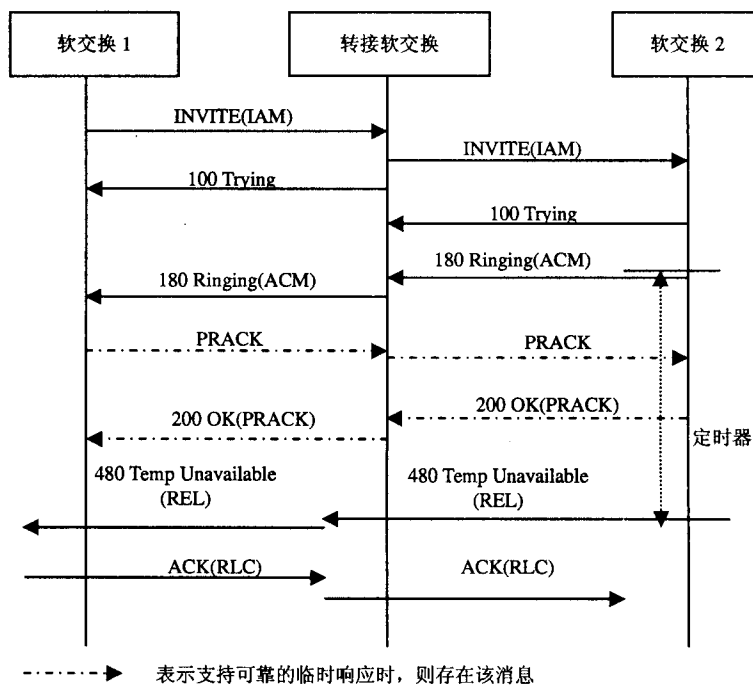 软交换 1
转接软交换
软交换 2
INVITE(IAM)
INVITE(IAM)
100 Trying
100 Trying
180 Ringing(ACM)
180 Ringing(ACM)
PRACK
PRACK
200 OK(PRACK)
200 OK(PRACK)
定时器
480 Temp Unavailable
(REL)
480 Temp Unavailable
(REL)
ACK(RLC)
ACK(RLC)
表示支持可靠的临时响应时，则存在该消息